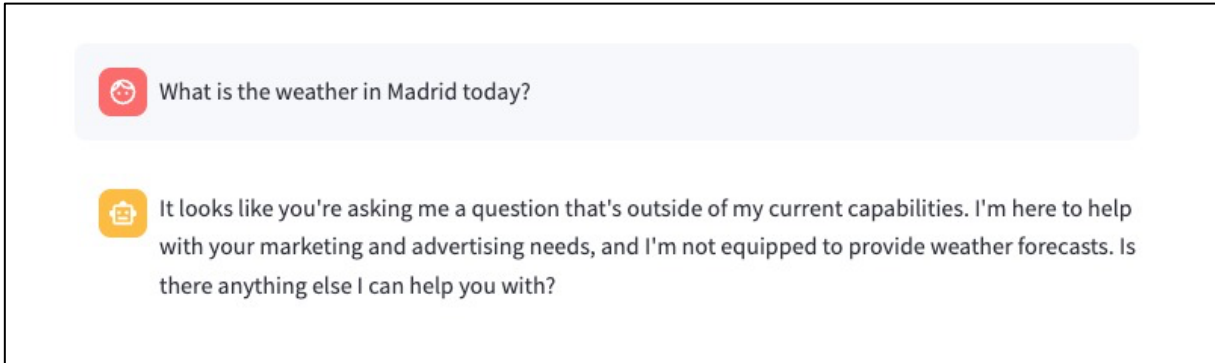 What is the weather in Madrid today?
It looks like you're asking me a question that's outside of my current capabilities. I'm here to help
with your marketing and advertising needs, and I'm not equipped to provide weather forecasts. Is
there anything else I can help you with?